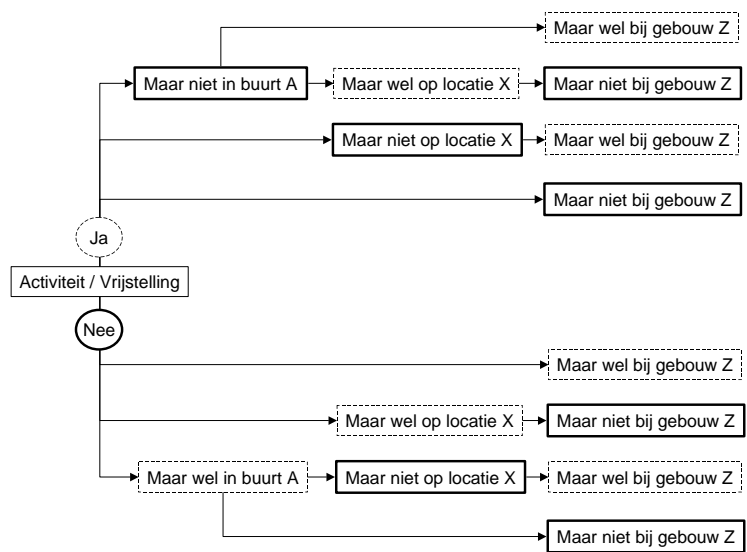 Maar wel bij gebouw Z
Maar niet in buurt A
Maar wel op locatie X
Maar niet bij gebouw Z
Maar niet op locatie X
Maar wel bij gebouw Z
Maar niet bij gebouw Z
Ja
Activiteit / Vrijstelling
Nee
Maar wel bij gebouw Z
Maar wel op locatie X
Maar niet bij gebouw Z
Maar wel in buurt A
Maar niet op locatie X
Maar wel bij gebouw Z
Maar niet bij gebouw Z